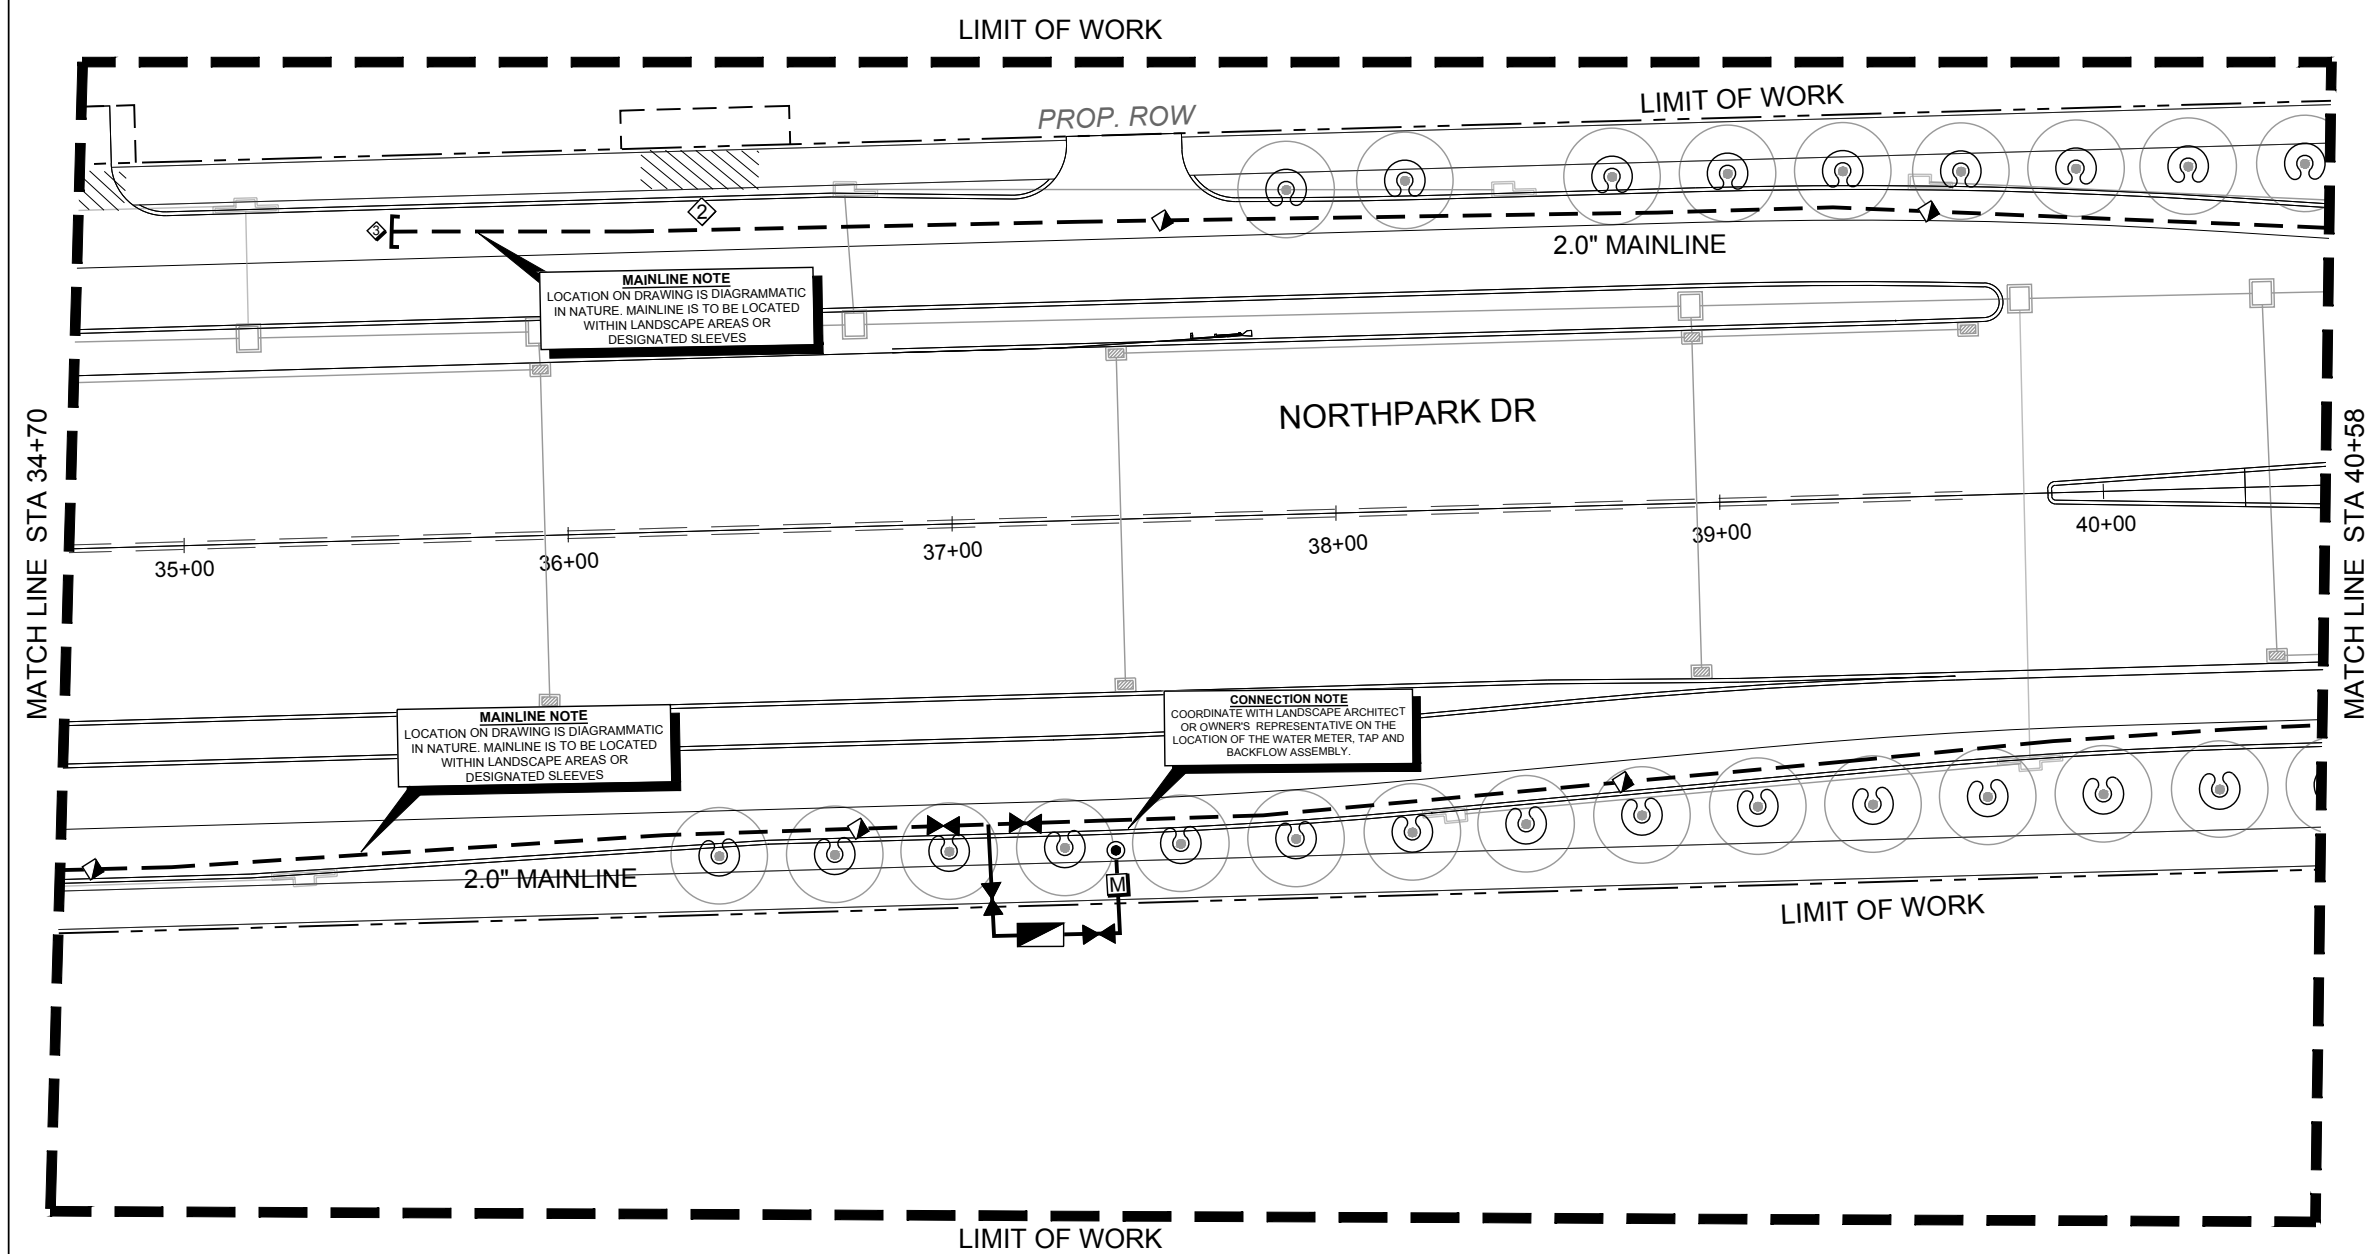 LIMIT OF WORK
LIMIT OF WORK
PROP. ROW
2
3
2.0" MAINLINE
MAINLINE NOTE
LOCATION ON DRAWING IS DIAGRAMMATIC
IN NATURE. MAINLINE IS TO BE LOCATED
WITHIN LANDSCAPE AREAS OR
DESIGNATED SLEEVES
NORTHPARK DR
MATCH LINE  STA 34+70
MATCH LINE  STA 40+58
35+00
36+00
37+00
38+00
39+00
40+00
MAINLINE NOTE
LOCATION ON DRAWING IS DIAGRAMMATIC
IN NATURE. MAINLINE IS TO BE LOCATED
WITHIN LANDSCAPE AREAS OR
DESIGNATED SLEEVES
CONNECTION NOTE
COORDINATE WITH LANDSCAPE ARCHITECT
OR OWNER'S  REPRESENTATIVE ON THE
LOCATION OF THE WATER METER, TAP AND
BACKFLOW ASSEMBLY.
2.0" MAINLINE
M
LIMIT OF WORK
LIMIT OF WORK